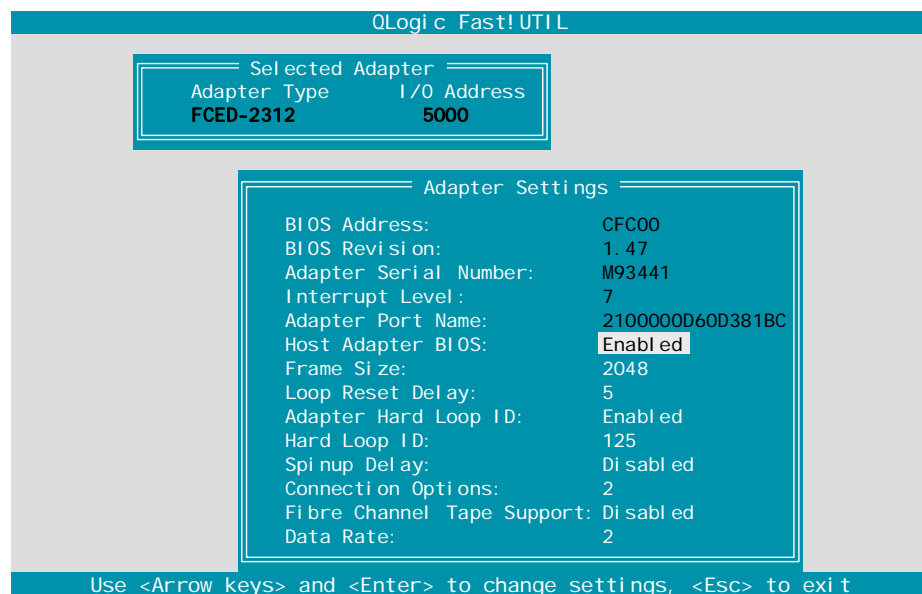 QLogic Fast!UTIL
Selected Adapter
Adapter Type I/O Address
FCED-2312 5000
Adapter Settings
BIOS Address: CFC00
BIOS Revision: 1.47
Adapter Serial Number: M93441
Interrupt Level: 7
Adapter Port Name: 2100000D60D381BC
Host Adapter BIOS: Enabled
Frame Size: 2048
Loop Reset Delay: 5
Adapter Hard Loop ID: Enabled
Hard Loop ID: 125
Spinup Delay: Disabled
Connection Options: 2
Fibre Channel Tape Support: Disabled
Data Rate: 2
Use <Arrow keys> and <Enter> to change settings, <Esc> to exit